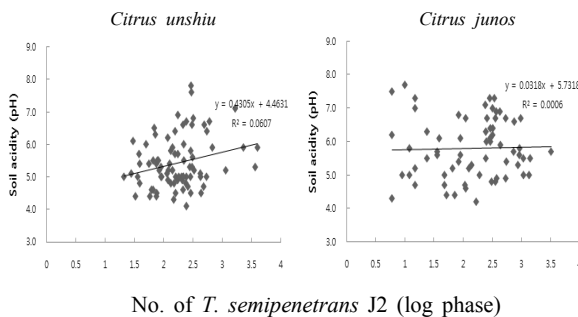 Citrus unshiu
Soil acidity (pH)
9.0
8.0
7.0
6.0
5.0
4.0
3.0
y = 0.4305x + 4.4631
R² = 0.0607
0 0.5 1 1.5 2 2.5 3 3.5 4
Citrus junos
Soil acidity (pH)
9.0
8.0
7.0
6.0
5.0
4.0
3.0
y = 0.0318x + 5.7318
R² = 0.0006
0 0.5 1 1.5 2 2.5 3 3.5 4
No. of T. semipenetrans J2 (log phase)